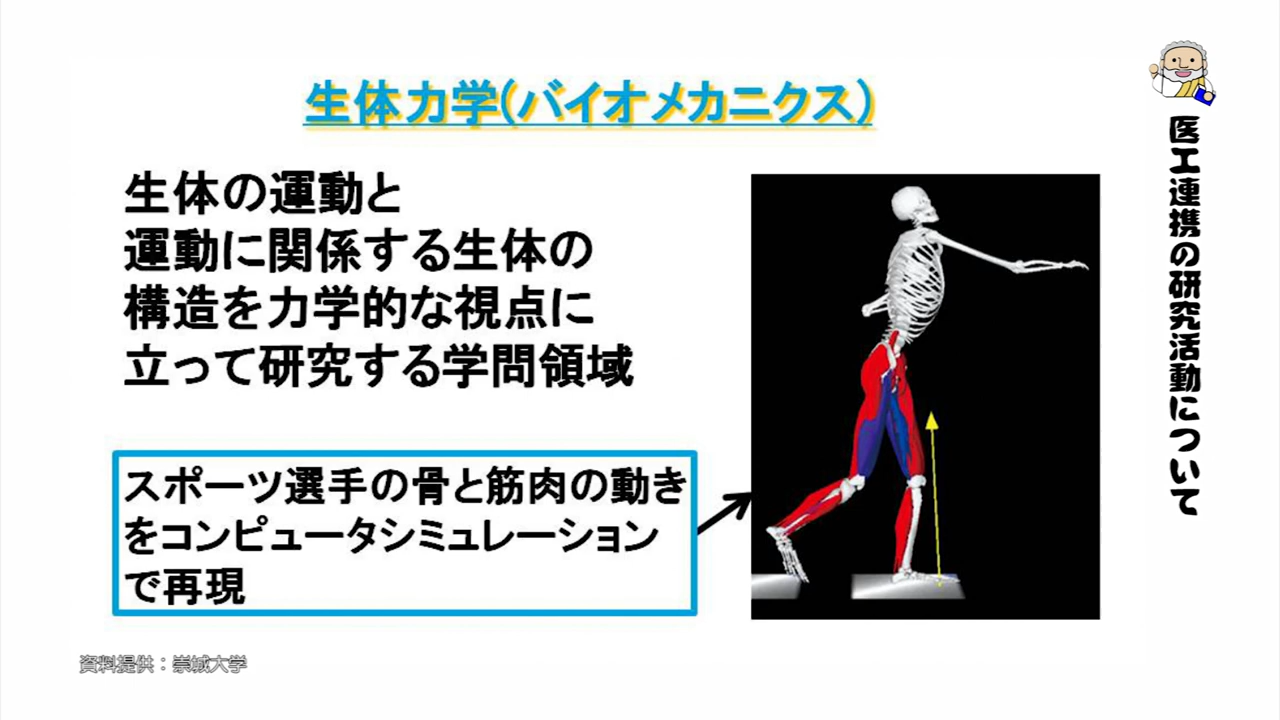 生体力学(バイオメカニクス)
生体の運動と
運動に関係する生体の
構造を力学的な視点に
立って研究する学問領域
スポーツ選手の骨と筋肉の動き
をコンピュータシミュレーション
で再現
医工連携の研究活動について
資料提供：崇城大学